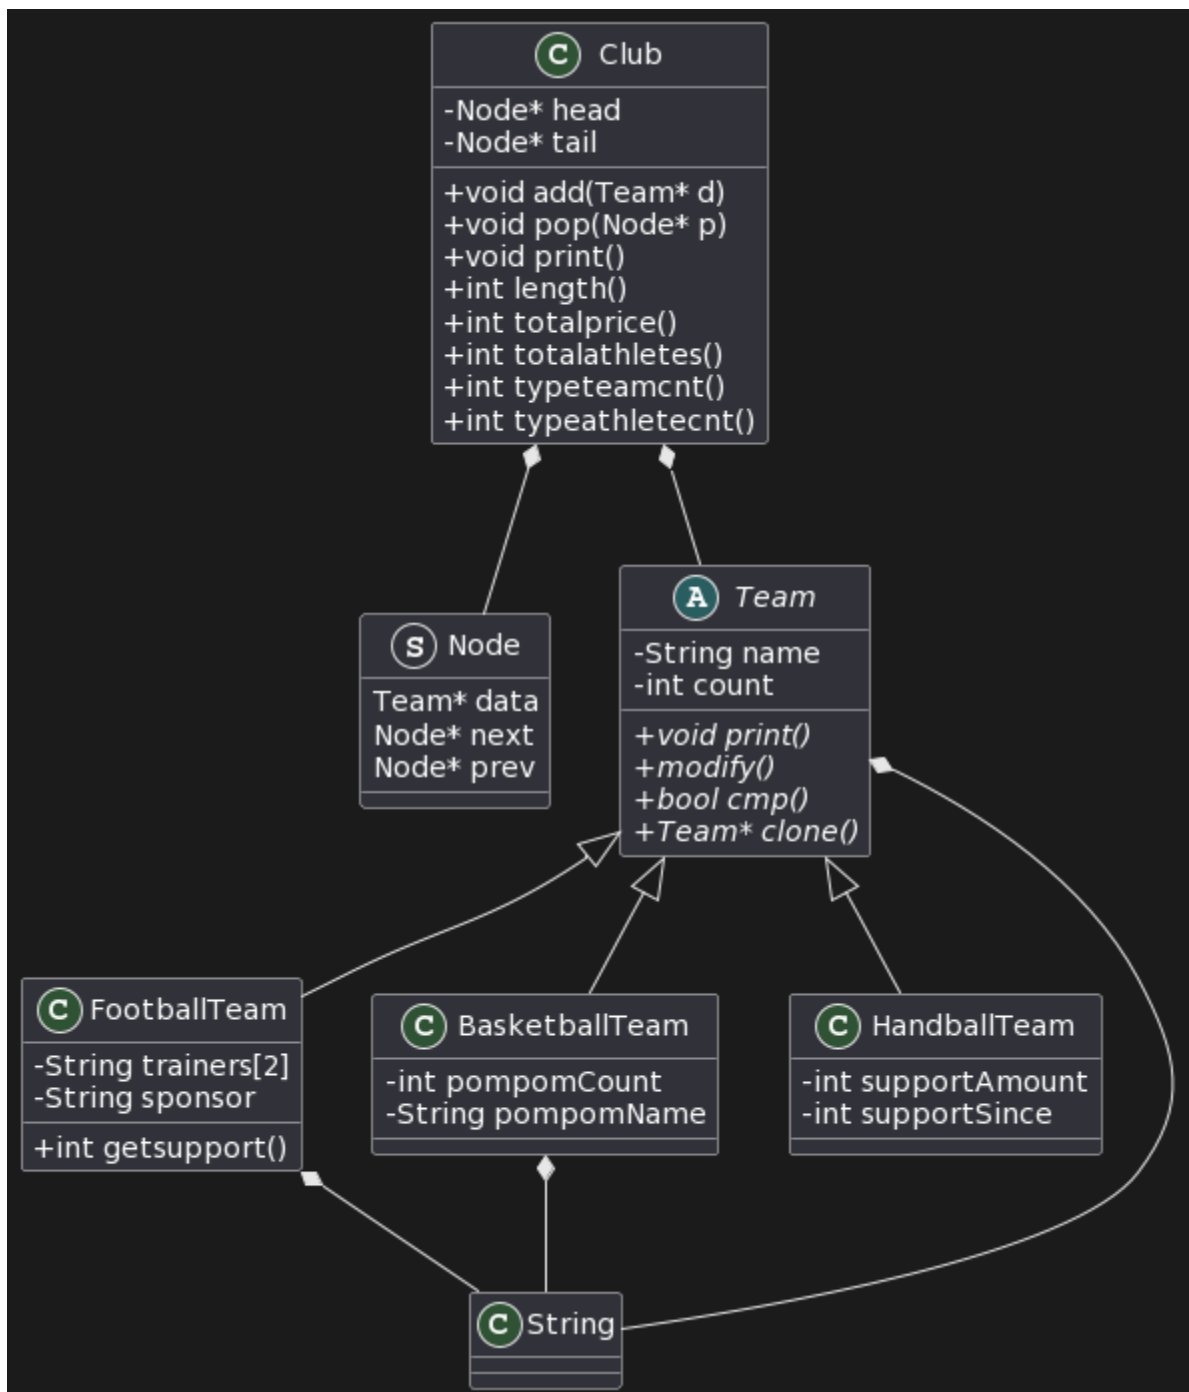 C Club
-Node* head
-Node* tail
+void add(Team* d)
+void pop(Node* p)
+void print()
+int length()
+int totalprice()
+int totalathletes()
+int typeteamcnt()
+int typeathletecnt()
S Node
Team* data
Node* next
Node* prev
A Team
-String name
-int count
+void print()
+modify()
+bool cmp()
+Team* clone()
C FootballTeam
-String trainers[2]
-String sponsor
+int getsupport()
C BasketballTeam
-int pompomCount
-String pompomName
C HandballTeam
-int supportAmount
-int supportSince
C String